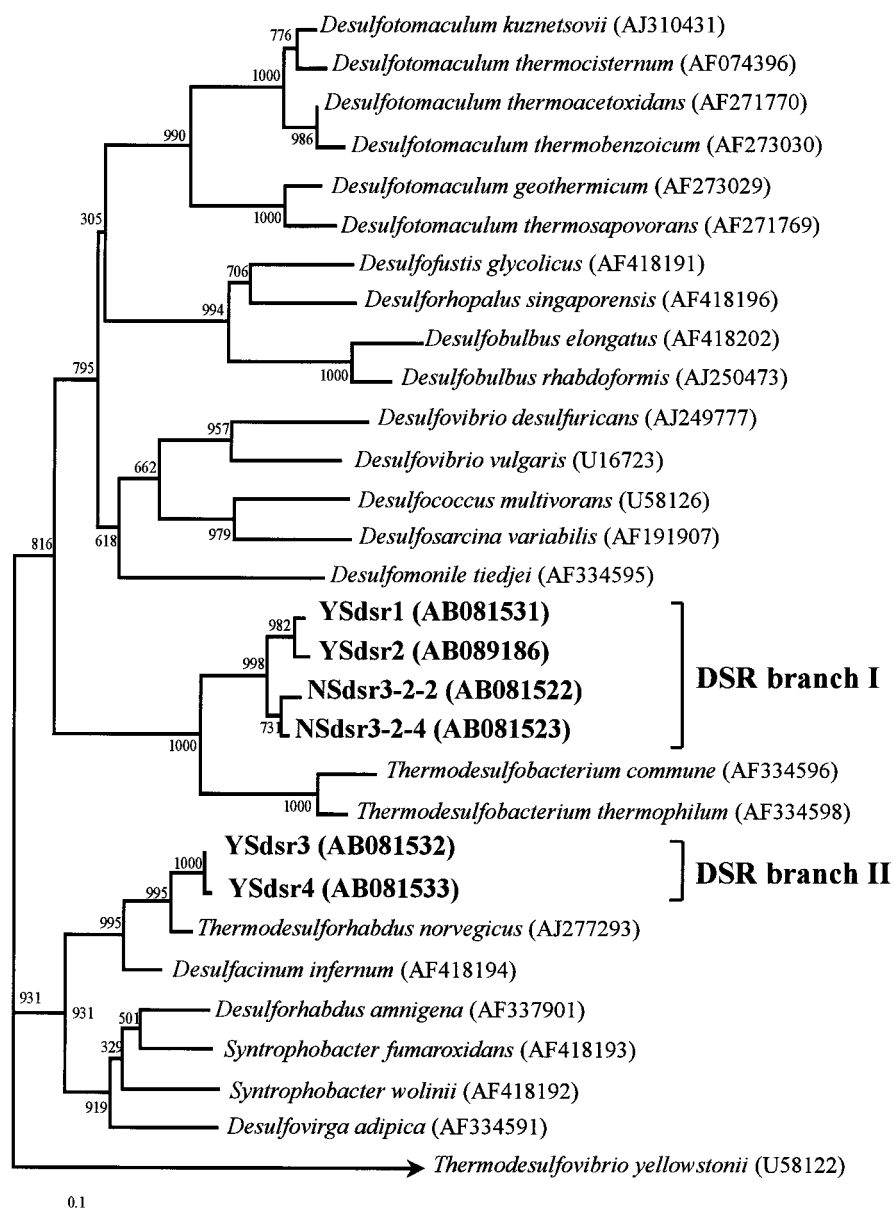 Desulfotomaculum kuznetsovii (AJ310431)
776
Desulfotomaculum thermocisternum (AF074396)
1000
Desulfotomaculum thermoacetoxidans (AF271770)
990
986
Desulfotomaculum thermobenzoicum (AF273030)
Desulfotomaculum geothermicum (AF273029)
1000
305
Desulfotomaculum thermosapovorans (AF271769)
Desulfofustis glycolicus (AF418191)
706
Desulforhopalus singaporensis (AF418196)
994
Desulfobulbus elongatus (AF418202)
795
1000
Desulfobulbus rhabdoformis (AJ250473)
Desulfovibrio desulfuricans (AJ249777)
957
Desulfovibrio vulgaris (U16723)
662
Desulfococcus multivorans (U58126)
979
Desulfosarcina variabilis (AF191907)
816
618
Desulfomonile tiedjei (AF334595)
YSdsr1 (AB081531)
982
YSdsr2 (AB089186)
998
DSR branch I
NSdsr3-2-2 (AB081522)
731
NSdsr3-2-4 (AB081523)
1000
Thermodesulfobacterium commune (AF334596)
1000
Thermodesulfobacterium thermophilum (AF334598)
YSdsr3 (AB081532)
1000
DSR branch II
YSdsr4 (AB081533)
995
995
Thermodesulforhabdus norvegicus (AJ277293)
Desulfacinum infernum (AF418194)
931
931
Desulforhabdus amnigena (AF337901)
501
329
Syntrophobacter fumaroxidans (AF418193)
Syntrophobacter wolinii (AF418192)
919
Desulfovirga adipica (AF334591)
Thermodesulfovibrio yellowstonii (U58122)
0.1